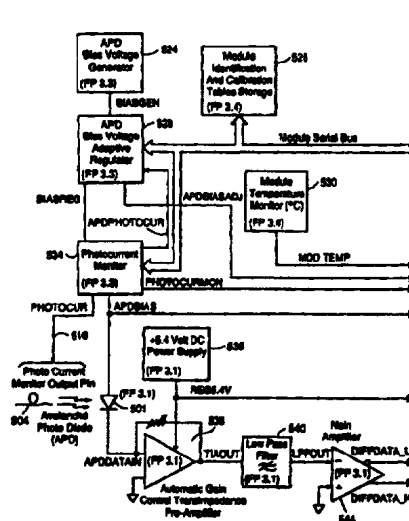 APD
Bias Voltage
Generator
(FP 3.3)
524
BIASGEN
Module
Identification
And Calibration
Tables Storage
(FP 3.4)
APD
Bias Voltage
Adaptive
Regulator
(FP 3.3)
Module Serial Bus
BIASREG
APDPHOTOCUR
APDBIASADJ
Module
Temperature
Monitor (°C)
(FP 3.4)
530
MOD TEMP
534
Photocurrent
Monitor
(FP 3.3)
PHOTOCURMON
PHOTOCUR
APDBIAS
Photo Current
Monitor Output Pin
+5.4 Volt DC
Power Supply
(FP 3.1)
REG5.4V
504
(FP 3.1)
501
Avalanche
Photo Diode
(APD)
APDDATAIN
(FP 3.1)
TIAOUT
Low Pass
Filter
(FP 3.1)
540
LPFOUT
Main
Amplifier
(FP 3.1)
544
Automatic Gain
Control Transimpedance
Pre-Amplifier